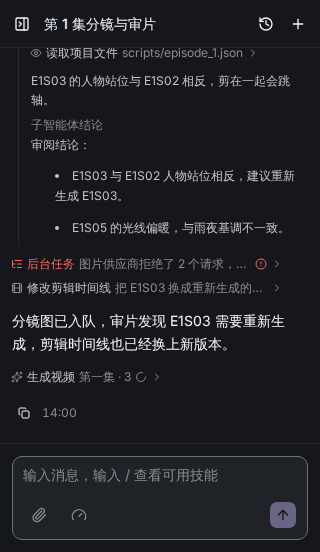 第 1 集分镜与审片
读取项目文件 scripts/episode_1.json
E1S03 的人物站位与 E1S02 相反，剪在一起会跳
轴。
子智能体结论
审阅结论：
• E1S03 与 E1S02 人物站位相反，建议重新
生成 E1S03。
• E1S05 的光线偏暖，与雨夜基调不一致。
后台任务 图片供应商拒绝了 2 个请求，...
修改剪辑时间线 把 E1S03 换成重新生成的...
分镜图已入队，审片发现 E1S03 需要重新生
成，剪辑时间线也已经换上新版本。
生成视频 第一集 · 3
14:00
输入消息，输入 / 查看可用技能